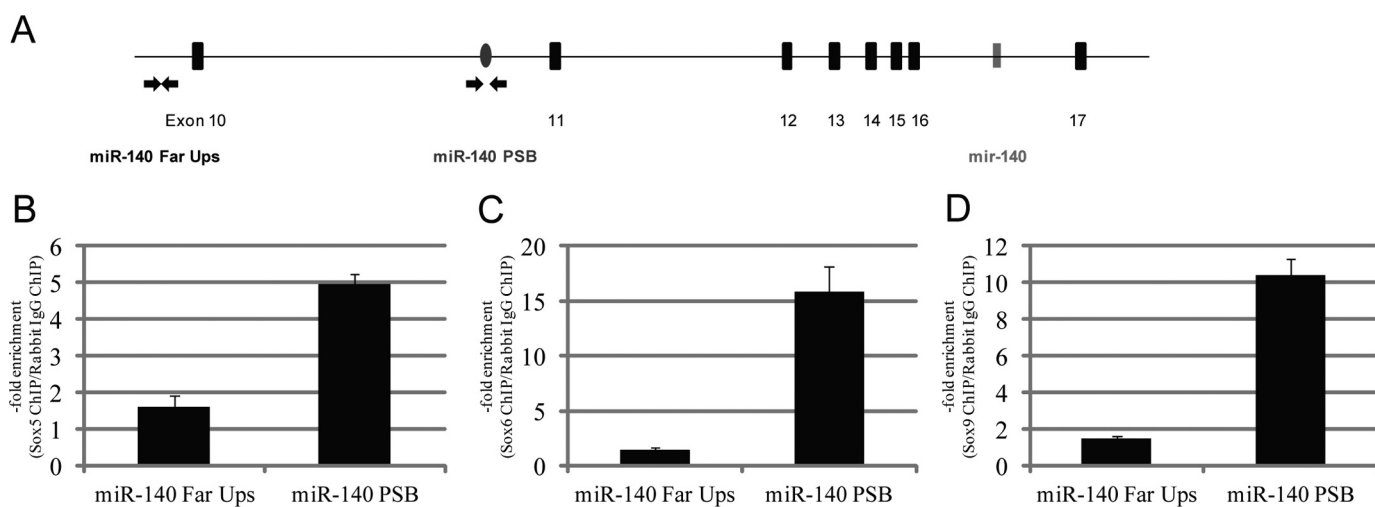 A
Exon 10 11 12 13 14 15 16 17
miR-140 Far Ups miR-140 PSB mir-140
B
-fold enrichment
(Sox5 ChIP/Rabbit IgG ChIP)
6
5
4
3
2
1
0
miR-140 Far Ups miR-140 PSB
C
-fold enrichment
(Sox6 ChIP/Rabbit IgG ChIP)
20
15
10
5
0
miR-140 Far Ups miR-140 PSB
D
-fold enrichment
(Sox9 ChIP/Rabbit IgG ChIP)
12
10
8
6
4
2
0
miR-140 Far Ups miR-140 PSB